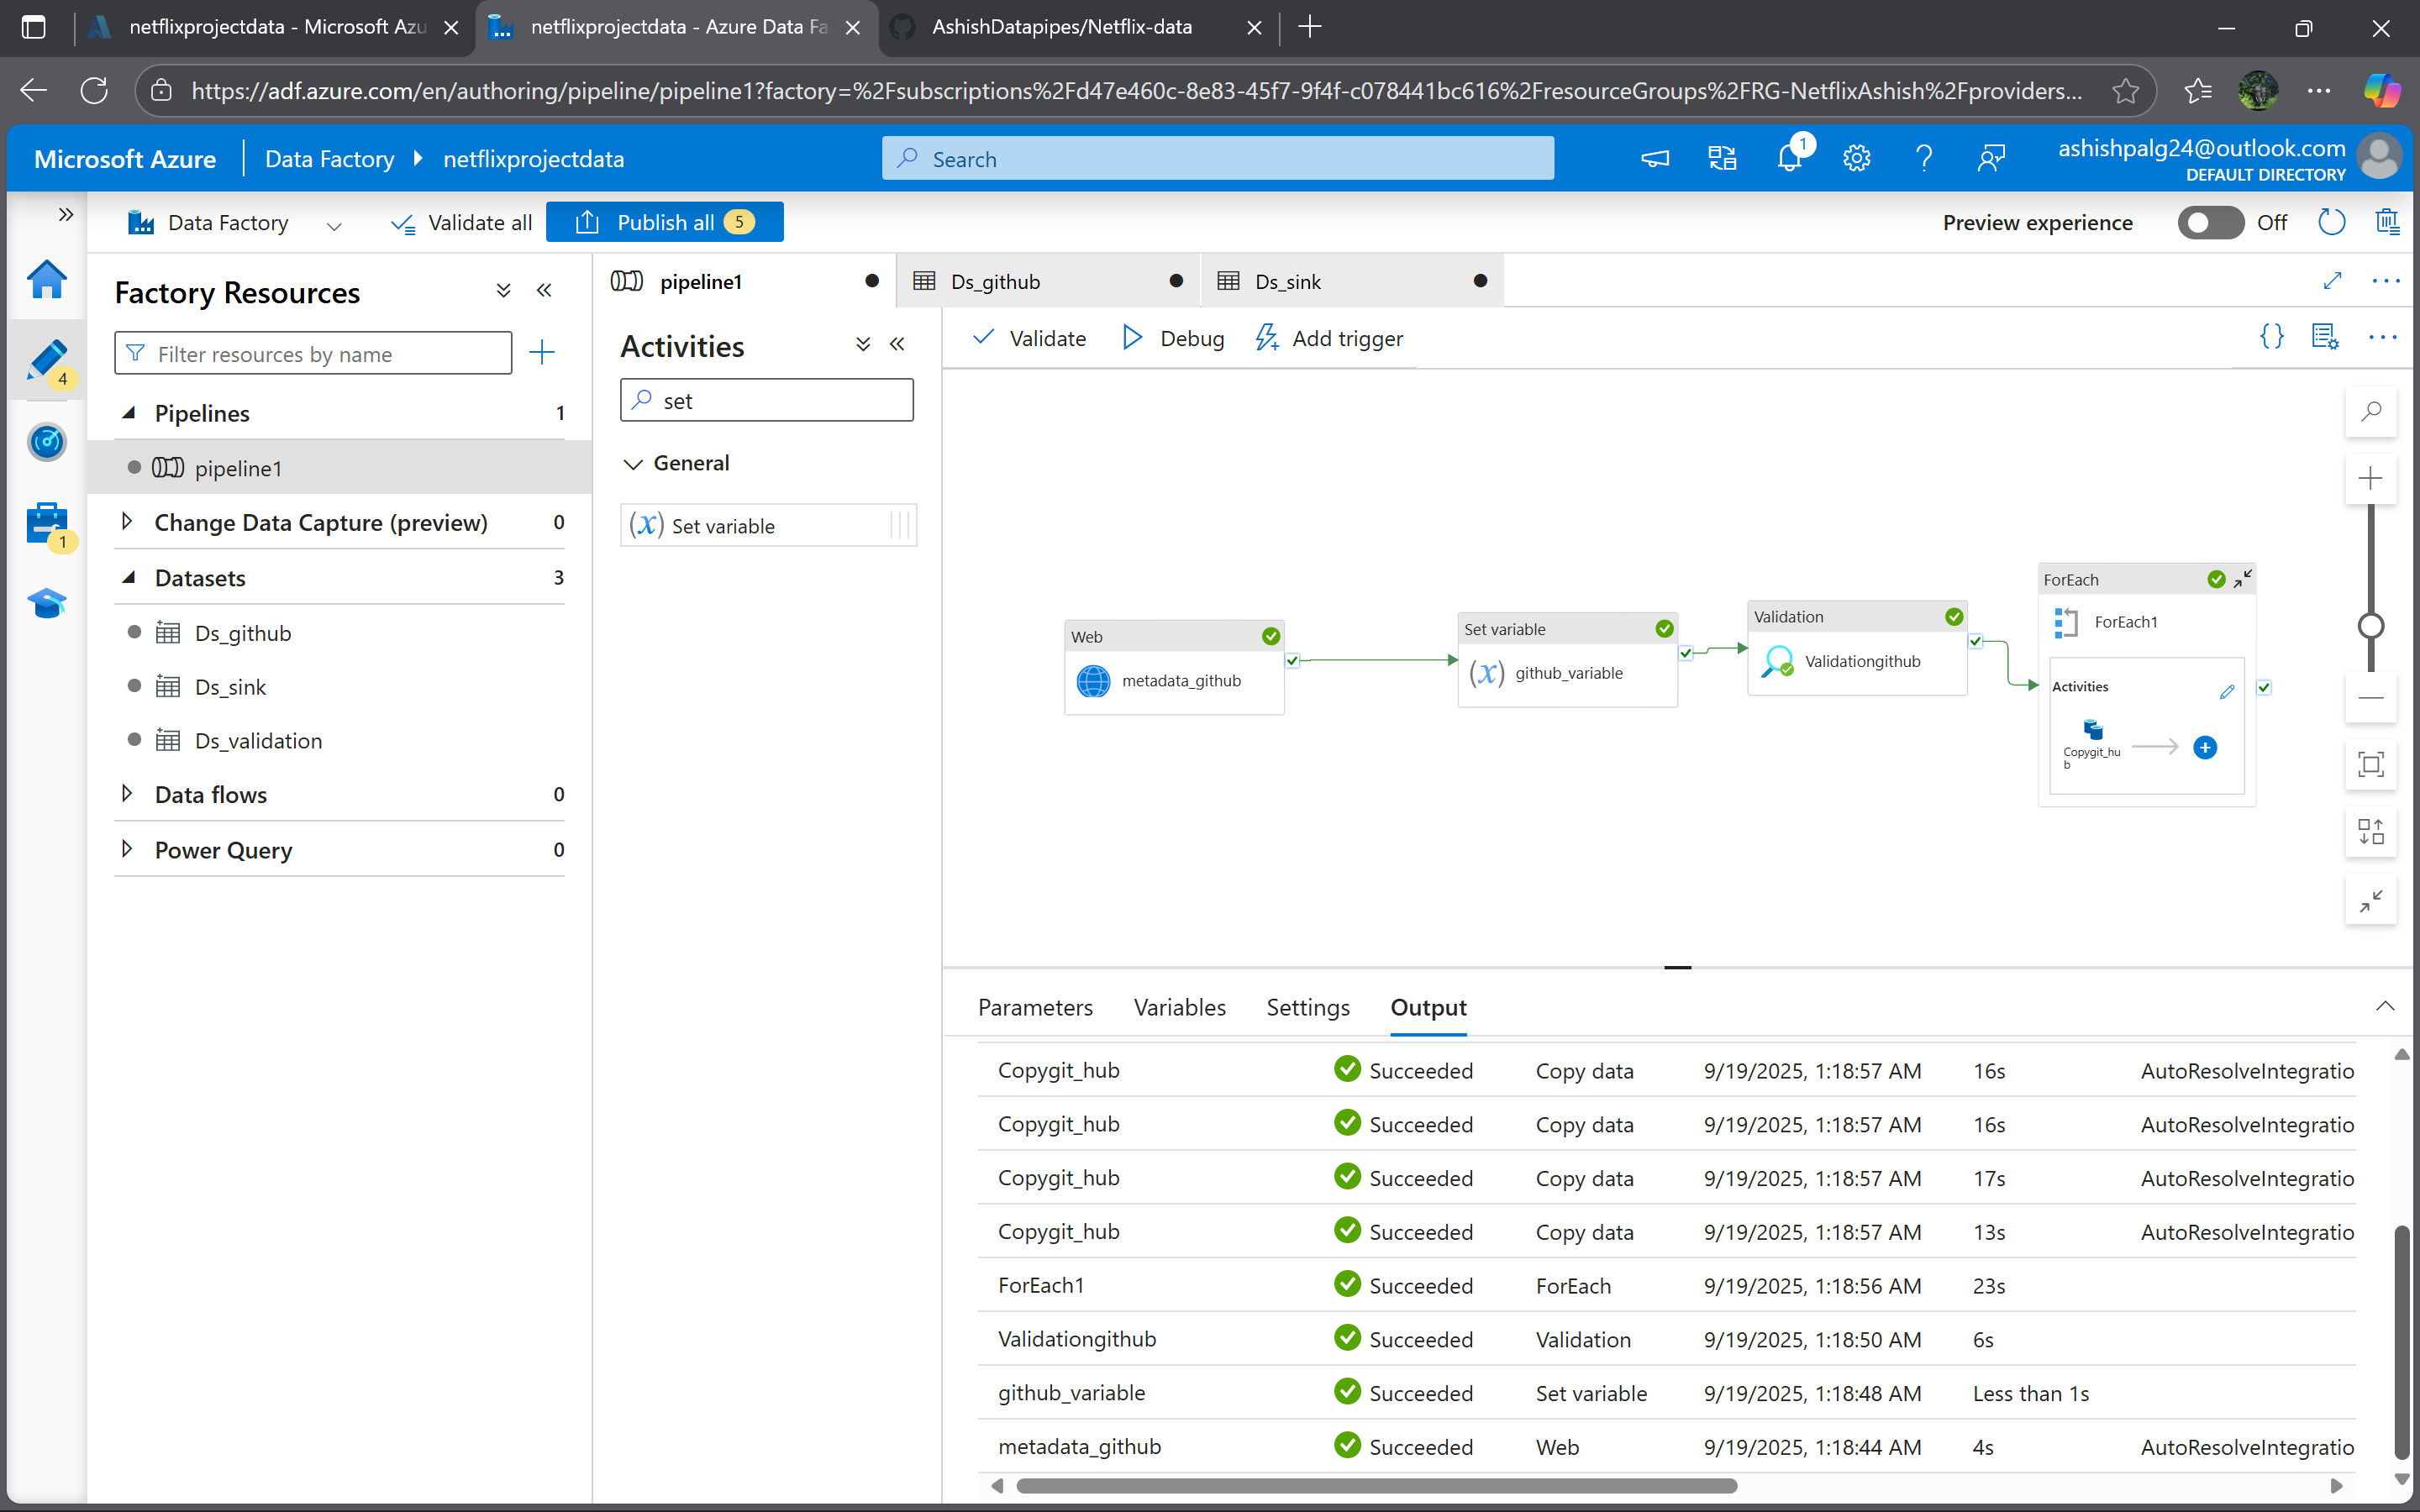 netflixprojectdata - Microsoft Azu
netflixprojectdata - Azure Data Fa
AshishDatapipes/Netflix-data
https://adf.azure.com/en/authoring/pipeline/pipeline1?factory=%2Fsubscriptions%2Fd47e460c-8e83-45f7-9f4f-c078441bc616%2FresourceGroups%2FRG-NetflixAshish%2Fproviders...
Microsoft Azure
Data Factory
netflixprojectdata
Search
1
ashishpalg24@outlook.com
DEFAULT DIRECTORY
Data Factory
Validate all
Publish all 5
Preview experience
Off
4
1
Factory Resources
Filter resources by name
Pipelines 1
pipeline1
Change Data Capture (preview) 0
Datasets 3
Ds_github
Ds_sink
Ds_validation
Data flows 0
Power Query 0
pipeline1
Ds_github
Ds_sink
Activities
set
General
(x) Set variable
Validate
Debug
Add trigger
{}
Web
metadata_github
Set variable
(x) github_variable
Validation
Validationgithub
ForEach
ForEach1
Activities
Copygit_hu
b
Parameters
Variables
Settings
Output
Copygit_hub Succeeded Copy data 9/19/2025, 1:18:57 AM 16s AutoResolveIntegratio
Copygit_hub Succeeded Copy data 9/19/2025, 1:18:57 AM 16s AutoResolveIntegratio
Copygit_hub Succeeded Copy data 9/19/2025, 1:18:57 AM 17s AutoResolveIntegratio
Copygit_hub Succeeded Copy data 9/19/2025, 1:18:57 AM 13s AutoResolveIntegratio
ForEach1 Succeeded ForEach 9/19/2025, 1:18:56 AM 23s
Validationgithub Succeeded Validation 9/19/2025, 1:18:50 AM 6s
github_variable Succeeded Set variable 9/19/2025, 1:18:48 AM Less than 1s
metadata_github Succeeded Web 9/19/2025, 1:18:44 AM 4s AutoResolveIntegratio